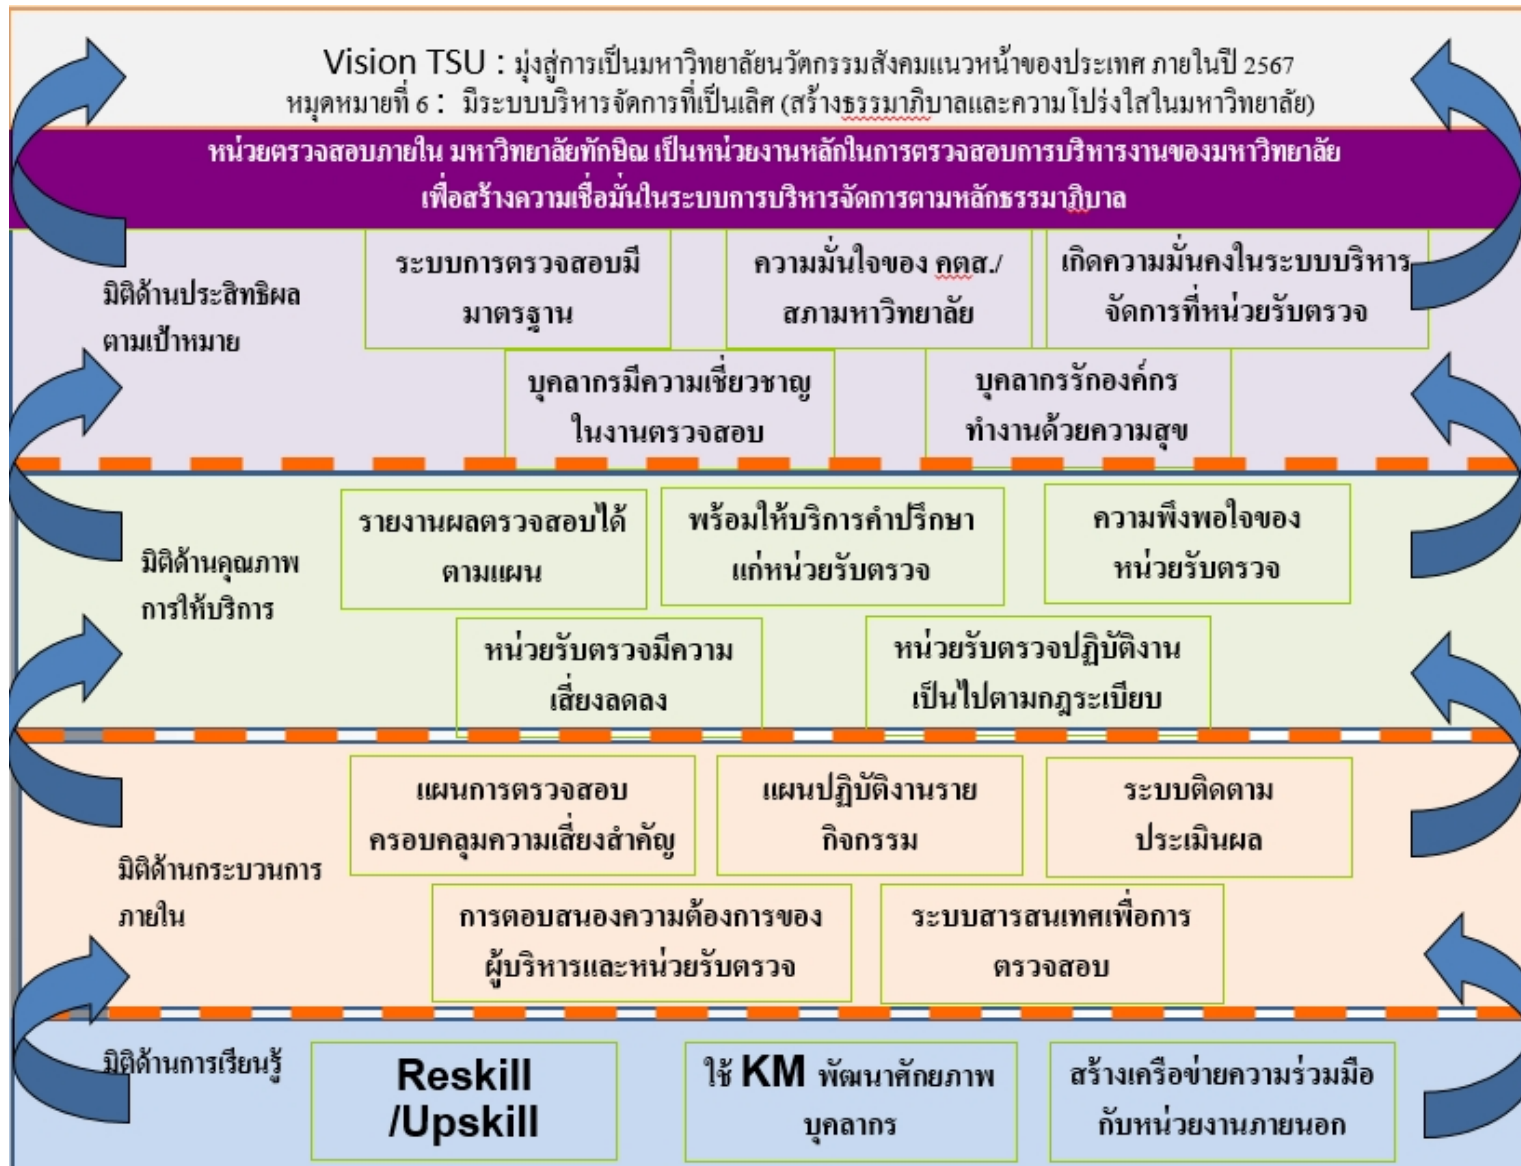 Vision TSU : มุ่งสู่การเป็นมหาวิทยาลัยนวัตกรรมสังคมแนวหน้าของประเทศ ภายในปี 2567
หมุดหมายที่ 6 : มีระบบบริหารจัดการที่เป็นเลิศ (สร้างธรรมาภิบาลและความโปร่งใสในมหาวิทยาลัย)
หน่วยตรวจสอบภายใน มหาวิทยาลัยทักษิณ เป็นหน่วยงานหลักในการตรวจสอบการบริหารงานของมหาวิทยาลัย
เพื่อสร้างความเชื่อมั่นในระบบการบริหารจัดการตามหลักธรรมาภิบาล
มิติด้านประสิทธิผล
ตามเป้าหมาย
ระบบการตรวจสอบมี
มาตรฐาน
ความมั่นใจของ คตส./
สภามหาวิทยาลัย
เกิดความมั่นคงในระบบบริหาร
จัดการที่หน่วยรับตรวจ
บุคลากรมีความเชี่ยวชาญ
ในงานตรวจสอบ
บุคลากรรักองค์กร
ทำงานด้วยความสุข
มิติด้านคุณภาพ
การให้บริการ
รายงานผลตรวจสอบได้
ตามแผน
พร้อมให้บริการคำปรึกษา
แก่หน่วยรับตรวจ
ความพึงพอใจของ
หน่วยรับตรวจ
หน่วยรับตรวจมีความ
เสี่ยงลดลง
หน่วยรับตรวจปฏิบัติงาน
เป็นไปตามกฎระเบียบ
มิติด้านกระบวนการ
ภายใน
แผนการตรวจสอบ
ครอบคลุมความเสี่ยงสำคัญ
แผนปฏิบัติงานราย
กิจกรรม
ระบบติดตาม
ประเมินผล
การตอบสนองความต้องการของ
ผู้บริหารและหน่วยรับตรวจ
ระบบสารสนเทศเพื่อการ
ตรวจสอบ
มิติด้านการเรียนรู้
Reskill
/Upskill
ใช้ KM พัฒนาศักยภาพ
บุคลากร
สร้างเครือข่ายความร่วมมือ
กับหน่วยงานภายนอก